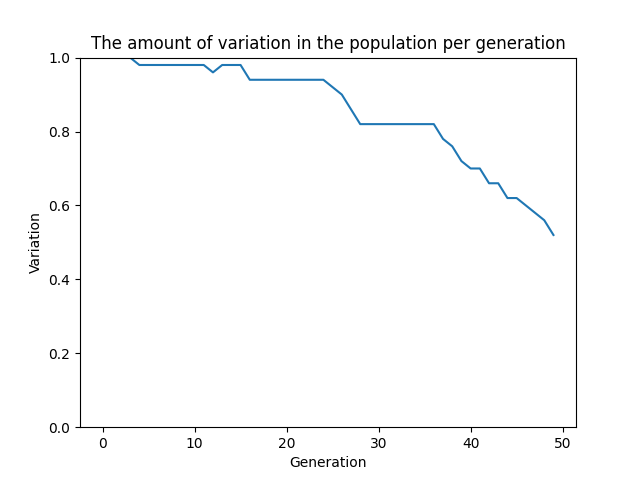 The amount of variation in the population per generation
1.0
0.8
0.6
0.4
0.2
0.0
Variation
0 10 20 30 40 50
Generation